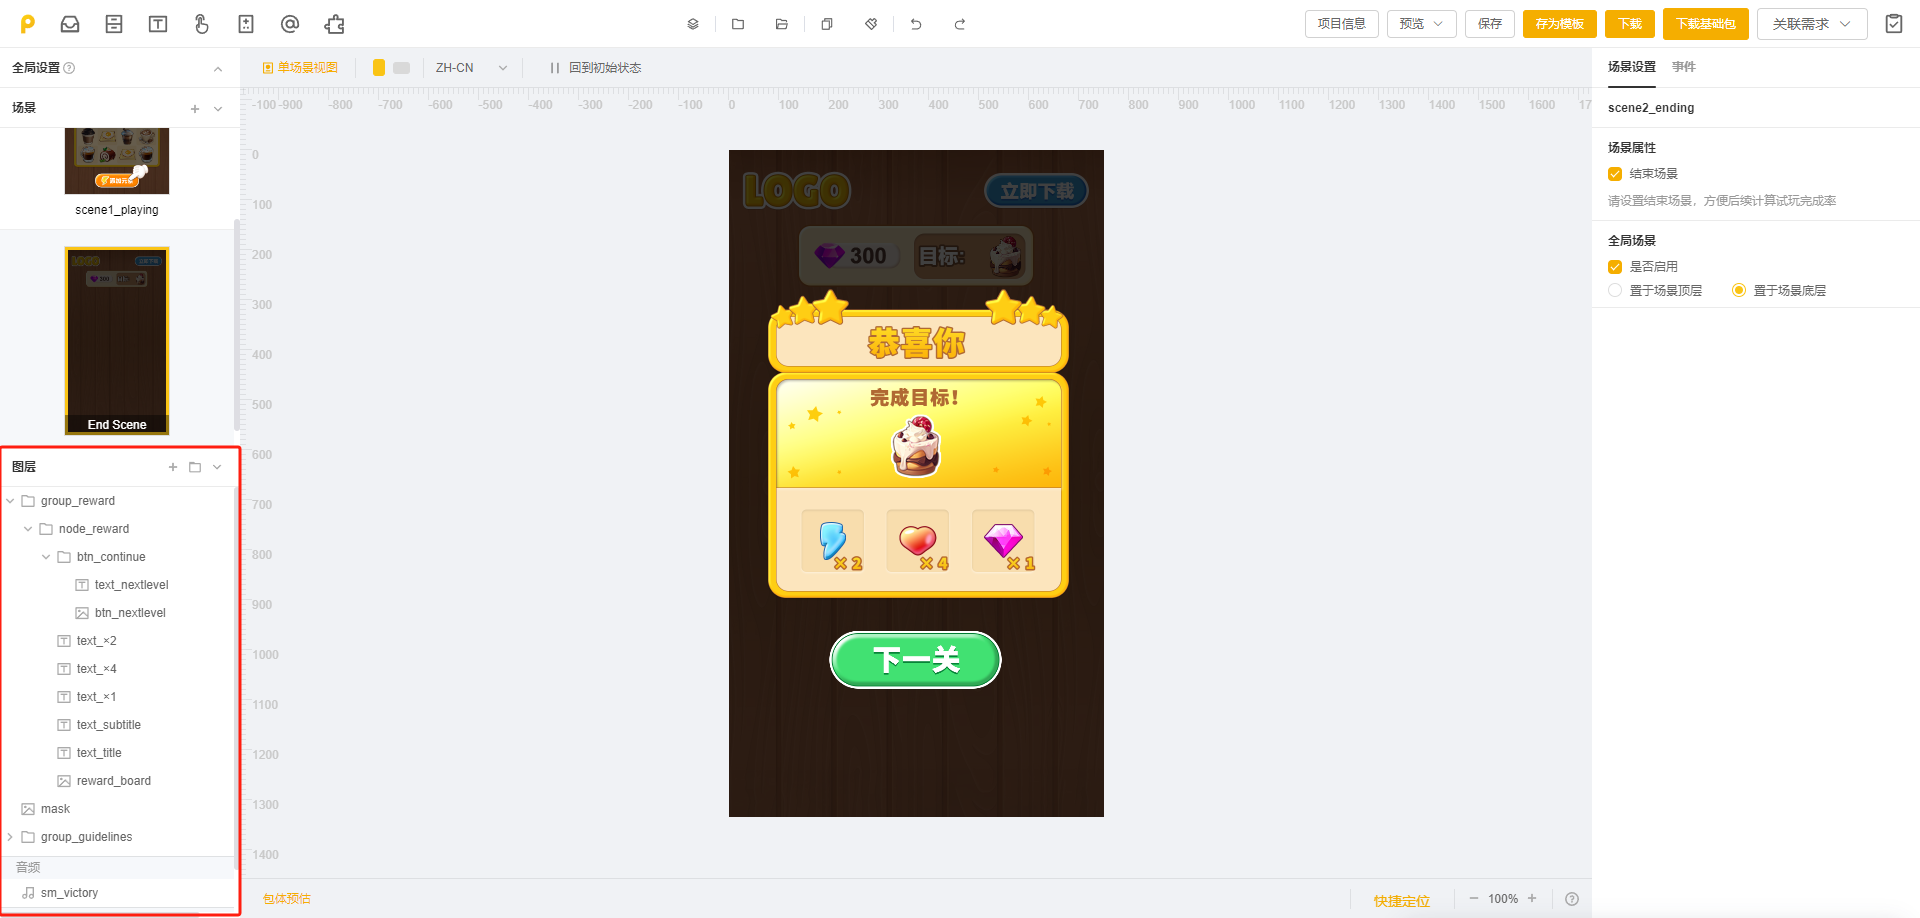 项目信息
预览
保存
存为模板
下载
下载基础包
关联需求
全局设置
单场景视图
ZH-CN
回到初始状态
场景设置
事件
场景
scene1_playing
End Scene
图层
group_reward
node_reward
btn_continue
text_nextlevel
btn_nextlevel
text_×2
text_×4
text_×1
text_subtitle
text_title
reward_board
mask
group_guidelines
音频
sm_victory
-100 -900 -800 -700 -600 -500 -400 -300 -200 -100 0 100 200 300 400 500 600 700 800 900 1000 1100 1200 1300 1400 1500 1600 17
0
100
200
300
400
500
600
700
800
900
1000
1100
1200
1300
1400
LOGO
立即下载
300
目标:
恭喜你
完成目标!
×2
×4
×1
下一关
包体预估
快捷定位
100%
scene2_ending
场景属性
结束场景
请设置结束场景，方便后续计算试玩完成率
全局场景
是否启用
置于场景顶层
置于场景底层